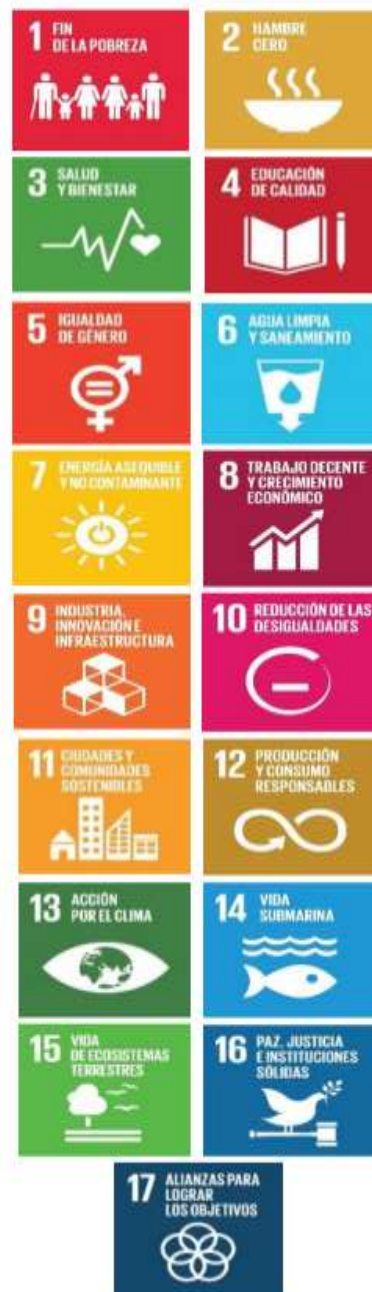 1 FIN
DE LA POBREZA
2 HAMBRE
CERO
3 SALUD
Y BIENESTAR
4 EDUCACIÓN
DE CALIDAD
5 IGUALDAD
DE GÉNERO
6 AGUA LIMPIA
Y SANEAMIENTO
7 ENERGÍA ASEQUIBLE
Y NO CONTAMINANTE
8 TRABAJO DECENTE
Y CRECIMIENTO
ECONÓMICO
9 INDUSTRIA,
INNOVACIÓN E
INFRAESTRUCTURA
10 REDUCCIÓN DE LAS
DESIGUALDADES
11 CIUDADES Y
COMUNIDADES
SOSTENIBLES
12 PRODUCCIÓN
Y CONSUMO
RESPONSABLES
13 ACCIÓN
POR EL CLIMA
14 VIDA
SUBMARINA
15 VIDA
DE ECOSISTEMAS
TERRESTRES
16 PAZ, JUSTICIA
E INSTITUCIONES
SÓLIDAS
17 ALIANZAS PARA
LOGRAR
LOS OBJETIVOS